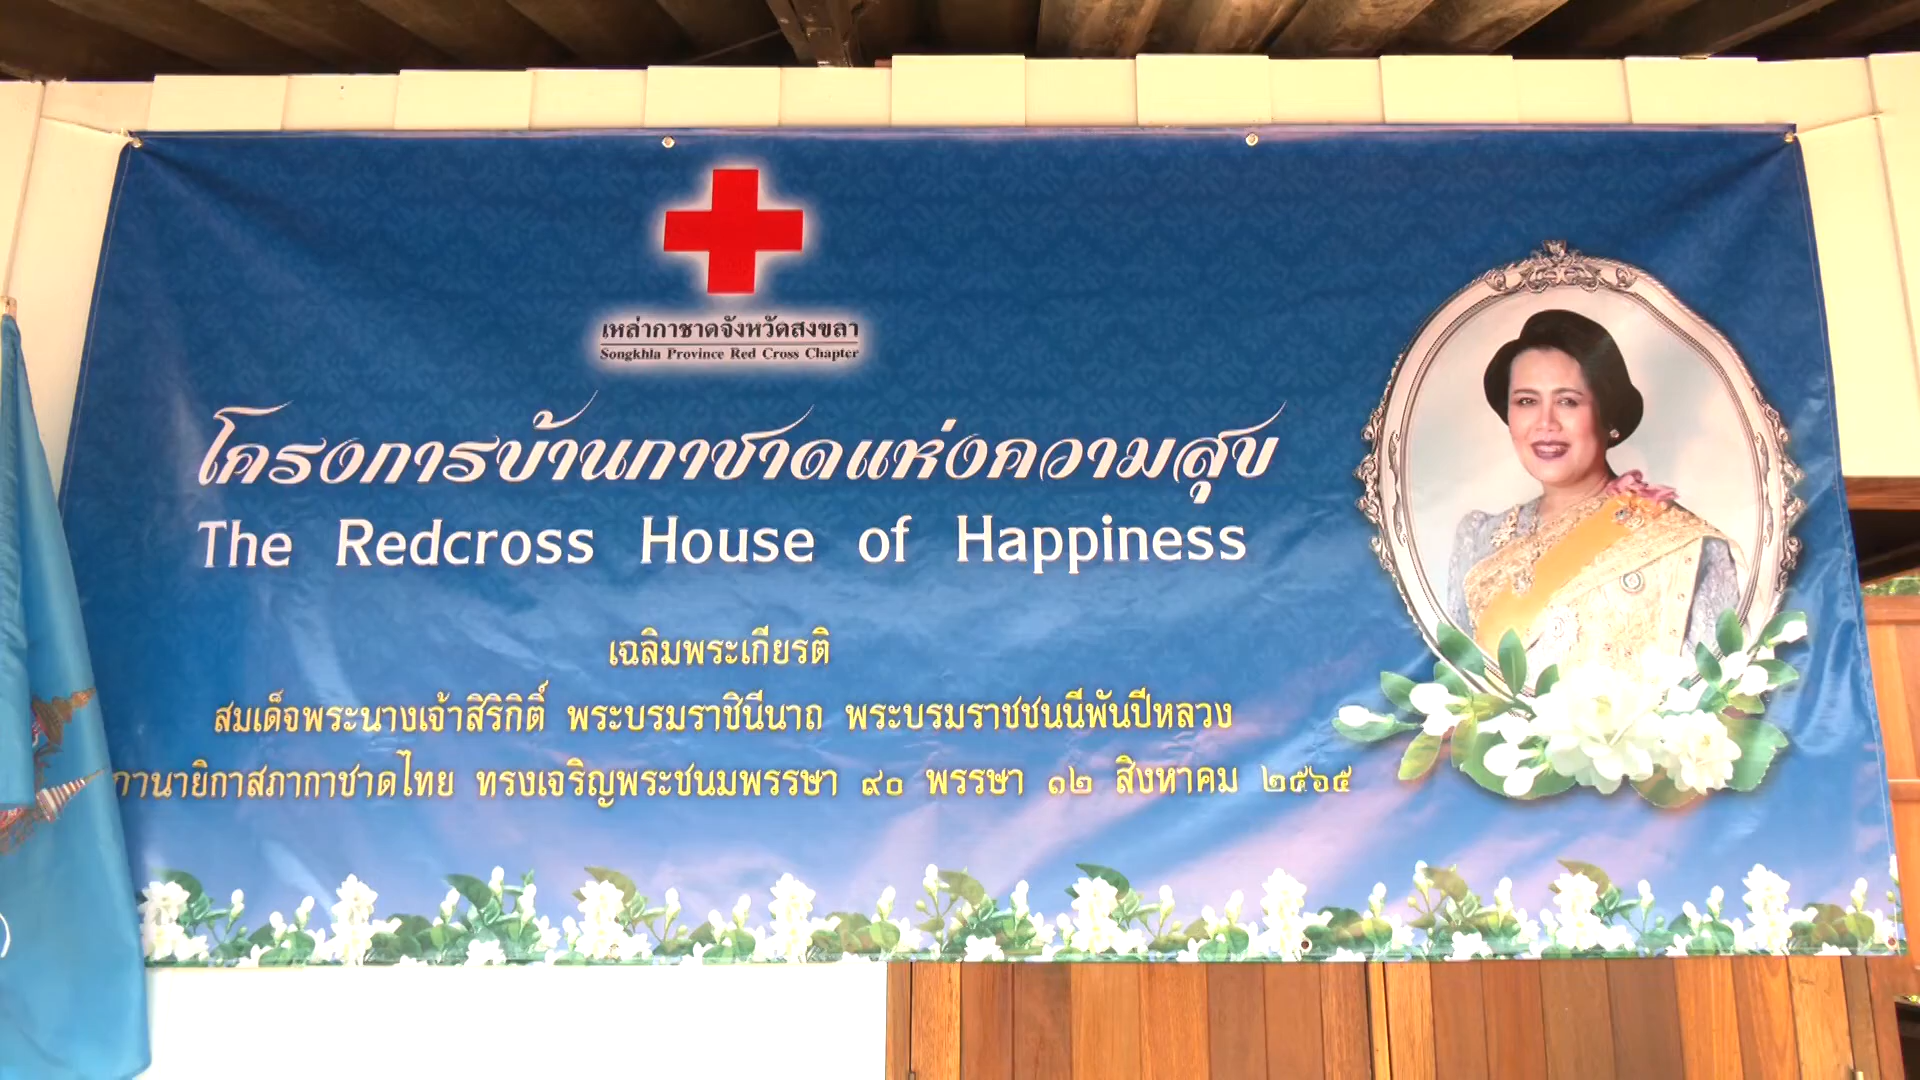 เหล่ากาชาดจังหวัดสงขลา
Songkhla Province Red Cross Chapter
โครงการบ้านกาชาดแห่งความสุข
The Redcross House of Happiness
เฉลิมพระเกียรติ
สมเด็จพระนางเจ้าสิริกิติ์ พระบรมราชินีนาถ พระบรมราชชนนีพันปีหลวง
ภานายิกาสภากาชาดไทย ทรงเจริญพระชนมพรรษา ๙๐ พรรษา ๑๒ สิงหาคม ๒๕๖๕